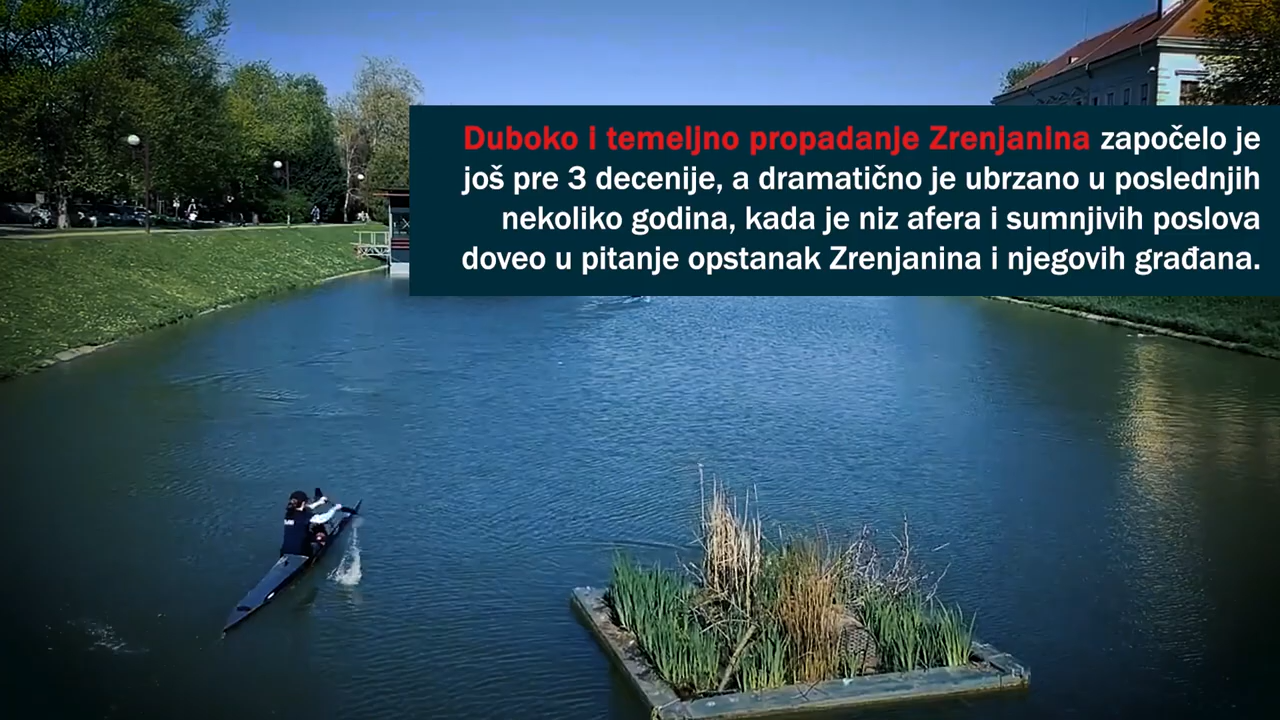 Duboko i temeljno propadanje Zrenjanina započelo je
još pre 3 decenije, a dramatično je ubrzano u poslednjih
nekoliko godina, kada je niz afera i sumnjivih poslova
doveo u pitanje opstanak Zrenjanina i njegovih građana.